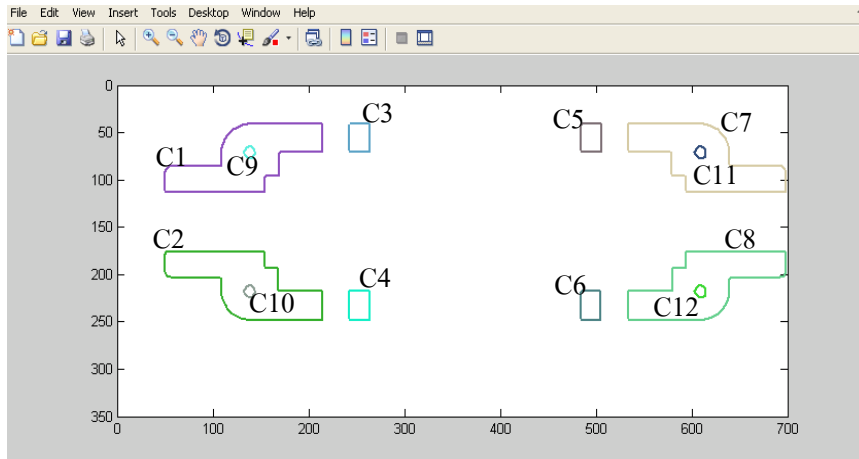 File Edit View Insert Tools Desktop Window Help
0
C3 C5 C7
50
C1 C9 C11
100
150
C2 C8
200
C4 C6
C10 C12
250
300
350
0 100 200 300 400 500 600 700